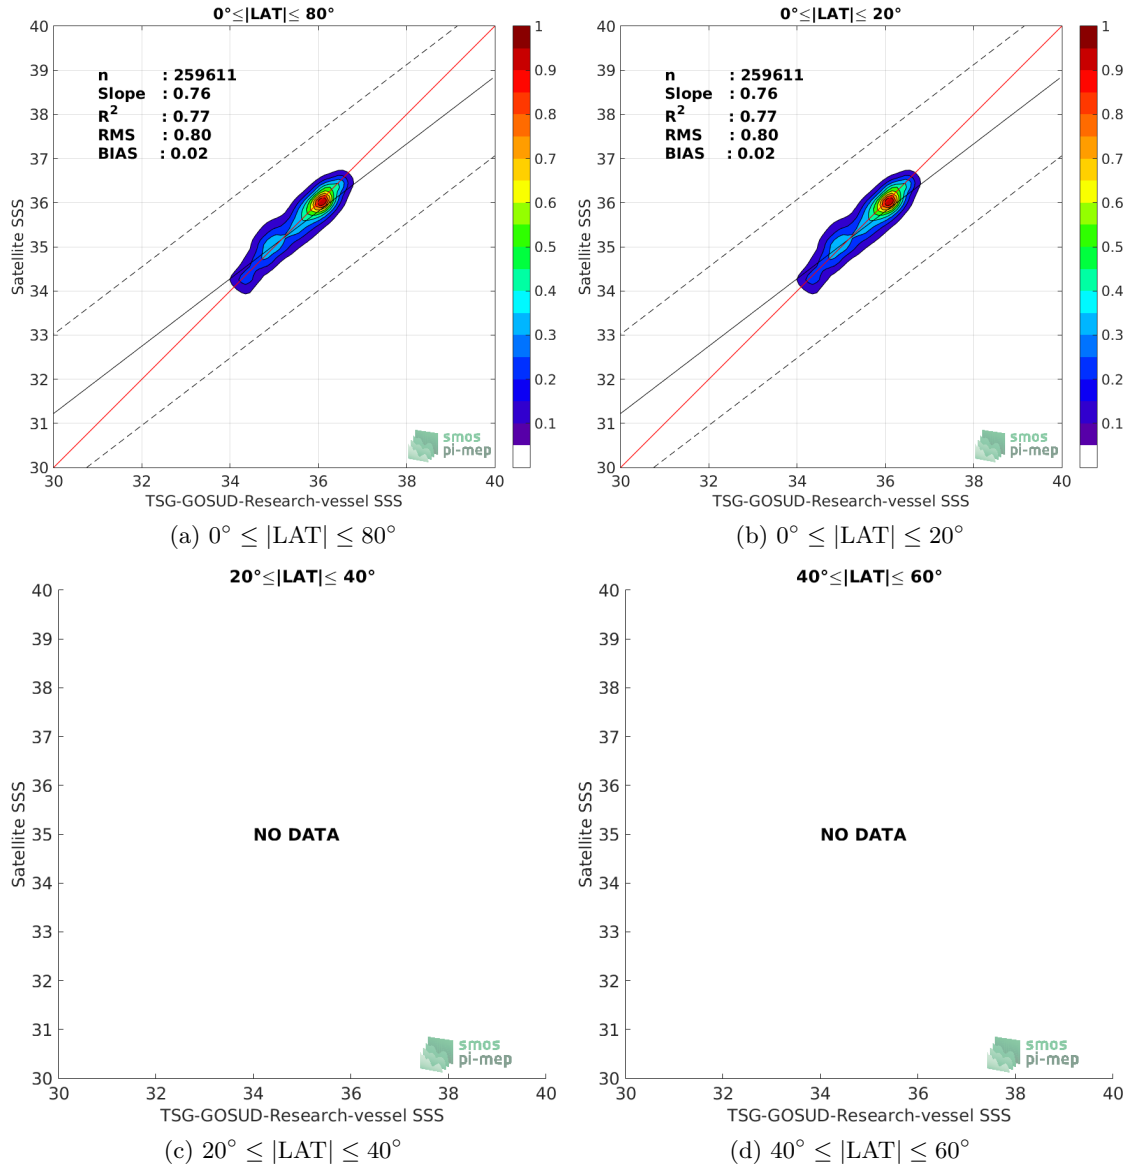 0°≤|LAT|≤ 80°
n : 259611
Slope : 0.76
R² : 0.77
RMS : 0.80
BIAS : 0.02
40
39
38
37
36
35
34
33
32
31
30
Satellite SSS
30 32 34 36 38 40
TSG-GOSUD-Research-vessel SSS
1
0.9
0.8
0.7
0.6
0.5
0.4
0.3
0.2
0.1
smos
pi-mep
(a) 0° ≤ |LAT| ≤ 80°
0°≤|LAT|≤ 20°
n : 259611
Slope : 0.76
R² : 0.77
RMS : 0.80
BIAS : 0.02
40
39
38
37
36
35
34
33
32
31
30
Satellite SSS
30 32 34 36 38 40
TSG-GOSUD-Research-vessel SSS
1
0.9
0.8
0.7
0.6
0.5
0.4
0.3
0.2
0.1
smos
pi-mep
(b) 0° ≤ |LAT| ≤ 20°
20°≤|LAT|≤ 40°
40
39
38
37
36
35
34
33
32
31
30
Satellite SSS
NO DATA
smos
pi-mep
30 32 34 36 38 40
TSG-GOSUD-Research-vessel SSS
(c) 20° ≤ |LAT| ≤ 40°
40°≤|LAT|≤ 60°
40
39
38
37
36
35
34
33
32
31
30
Satellite SSS
NO DATA
smos
pi-mep
30 32 34 36 38 40
TSG-GOSUD-Research-vessel SSS
(d) 40° ≤ |LAT| ≤ 60°